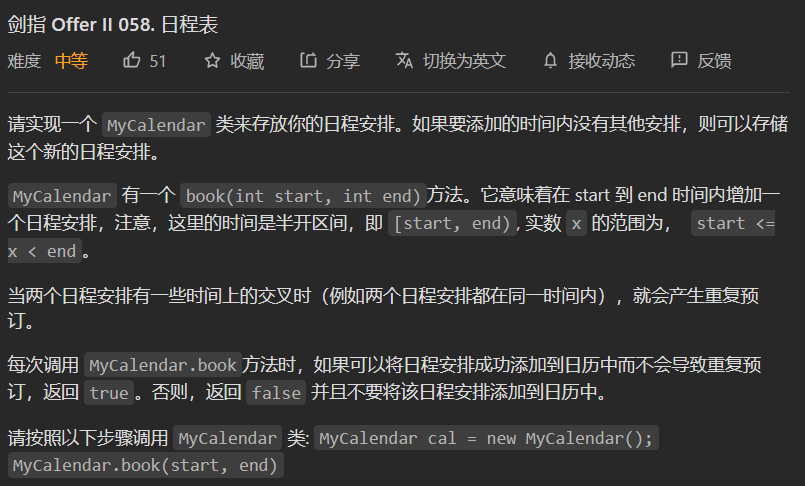 剑指 Offer II 058. 日程表
难度 中等 51 收藏 分享 切换为英文 接收动态 反馈
请实现一个 MyCalendar 类来存放你的日程安排。如果要添加的时间内没有其他安排，则可以存储
这个新的日程安排。
MyCalendar 有一个 book(int start, int end)方法。它意味着在 start 到 end 时间内增加一
个日程安排，注意，这里的时间是半开区间，即 [start, end), 实数 x 的范围为， start <=
x < end 。
当两个日程安排有一些时间上的交叉时（例如两个日程安排都在同一时间内），就会产生重复预
订。
每次调用 MyCalendar.book方法时，如果可以将日程安排成功添加到日历中而不会导致重复预
订，返回 true。否则，返回 false 并且不要将该日程安排添加到日历中。
请按照以下步骤调用 MyCalendar 类: MyCalendar cal = new MyCalendar();
MyCalendar.book(start, end)